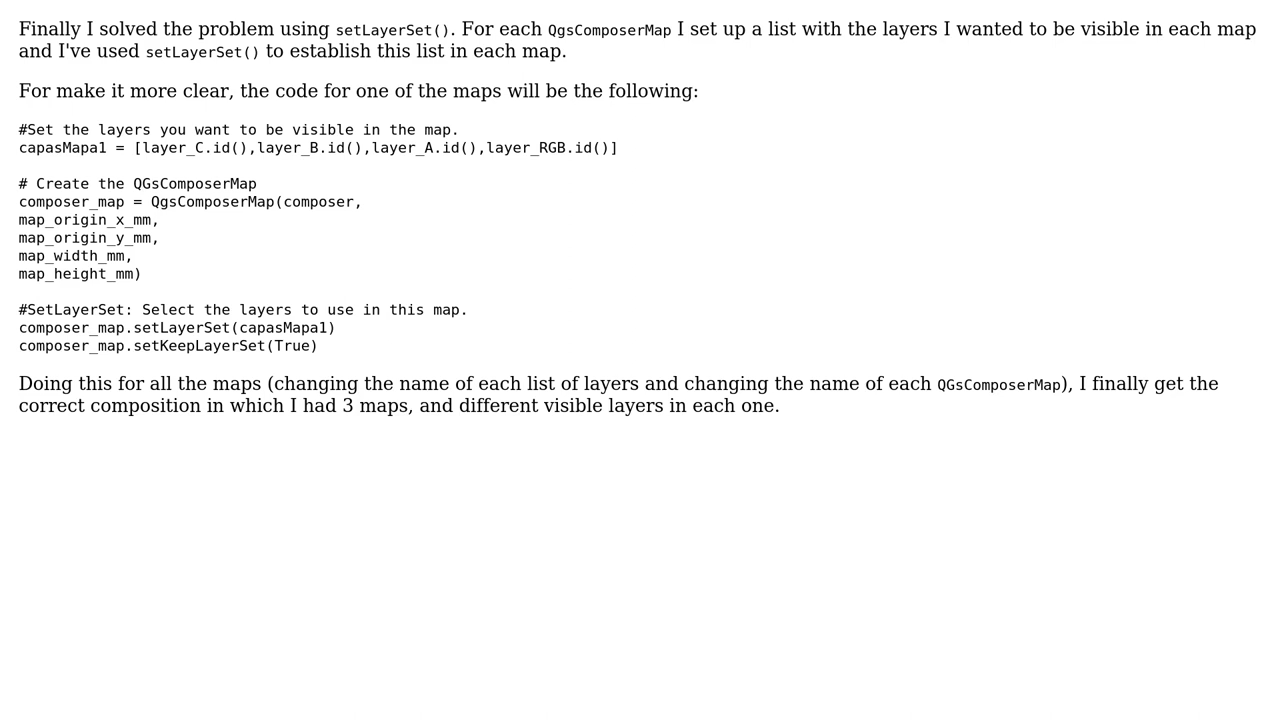 Finally I solved the problem using setLayerSet(). For each QgsComposerMap I set up a list with the layers I wanted to be visible in each map
and I've used setLayerSet() to establish this list in each map.
For make it more clear, the code for one of the maps will be the following:
#Set the layers you want to be visible in the map.
capasMapa1 = [layer_C.id(),layer_B.id(),layer_A.id(),layer_RGB.id()]
# Create the QGsComposerMap
composer_map = QgsComposerMap(composer,
map_origin_x_mm,
map_origin_y_mm,
map_width_mm,
map_height_mm)
#SetLayerSet: Select the layers to use in this map.
composer_map.setLayerSet(capasMapa1)
composer_map.setKeepLayerSet(True)
Doing this for all the maps (changing the name of each list of layers and changing the name of each QGsComposerMap), I finally get the
correct composition in which I had 3 maps, and different visible layers in each one.